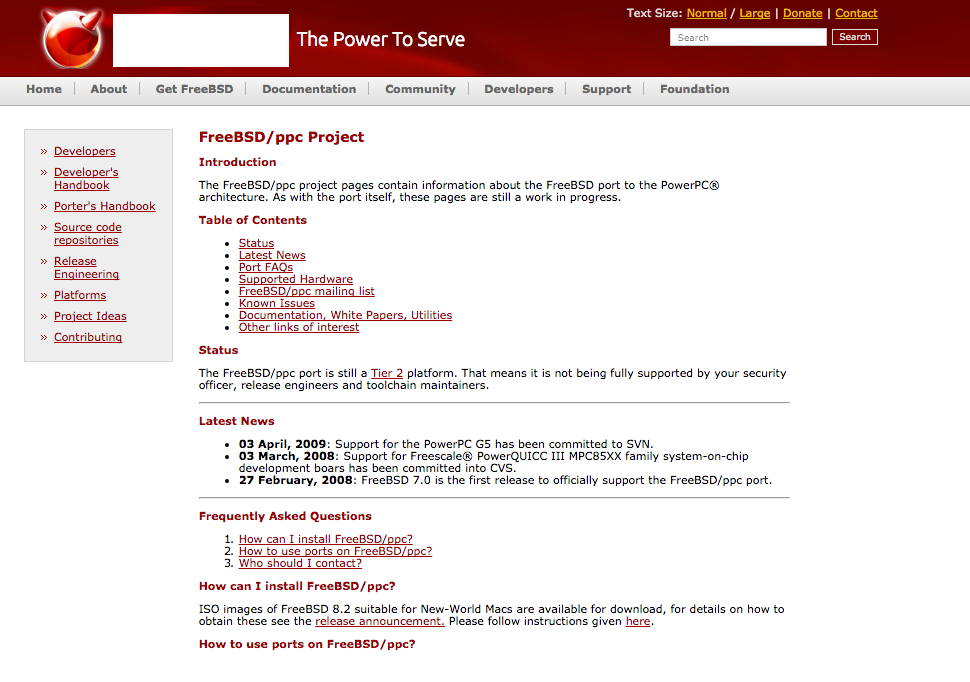 Text Size: Normal / Large | Donate | Contact
The Power To Serve
Search Search
Home About Get FreeBSD Documentation Community Developers Support Foundation
» Developers
» Developer's
Handbook
» Porter's Handbook
» Source code
repositories
» Release
Engineering
» Platforms
» Project Ideas
» Contributing
FreeBSD/ppc Project
Introduction
The FreeBSD/ppc project pages contain information about the FreeBSD port to the PowerPC®
architecture. As with the port itself, these pages are still a work in progress.
Table of Contents
• Status
• Latest News
• Port FAQs
• Supported Hardware
• FreeBSD/ppc mailing list
• Known Issues
• Documentation, White Papers, Utilities
• Other links of interest
Status
The FreeBSD/ppc port is still a Tier 2 platform. That means it is not being fully supported by your security
officer, release engineers and toolchain maintainers.
Latest News
• 03 April, 2009: Support for the PowerPC G5 has been committed to SVN.
• 03 March, 2008: Support for Freescale® PowerQUICC III MPC85XX family system-on-chip
development boars has been committed into CVS.
• 27 February, 2008: FreeBSD 7.0 is the first release to officially support the FreeBSD/ppc port.
Frequently Asked Questions
1. How can I install FreeBSD/ppc?
2. How to use ports on FreeBSD/ppc?
3. Who should I contact?
How can I install FreeBSD/ppc?
ISO images of FreeBSD 8.2 suitable for New-World Macs are available for download, for details on how to
obtain these see the release announcement. Please follow instructions given here.
How to use ports on FreeBSD/ppc?